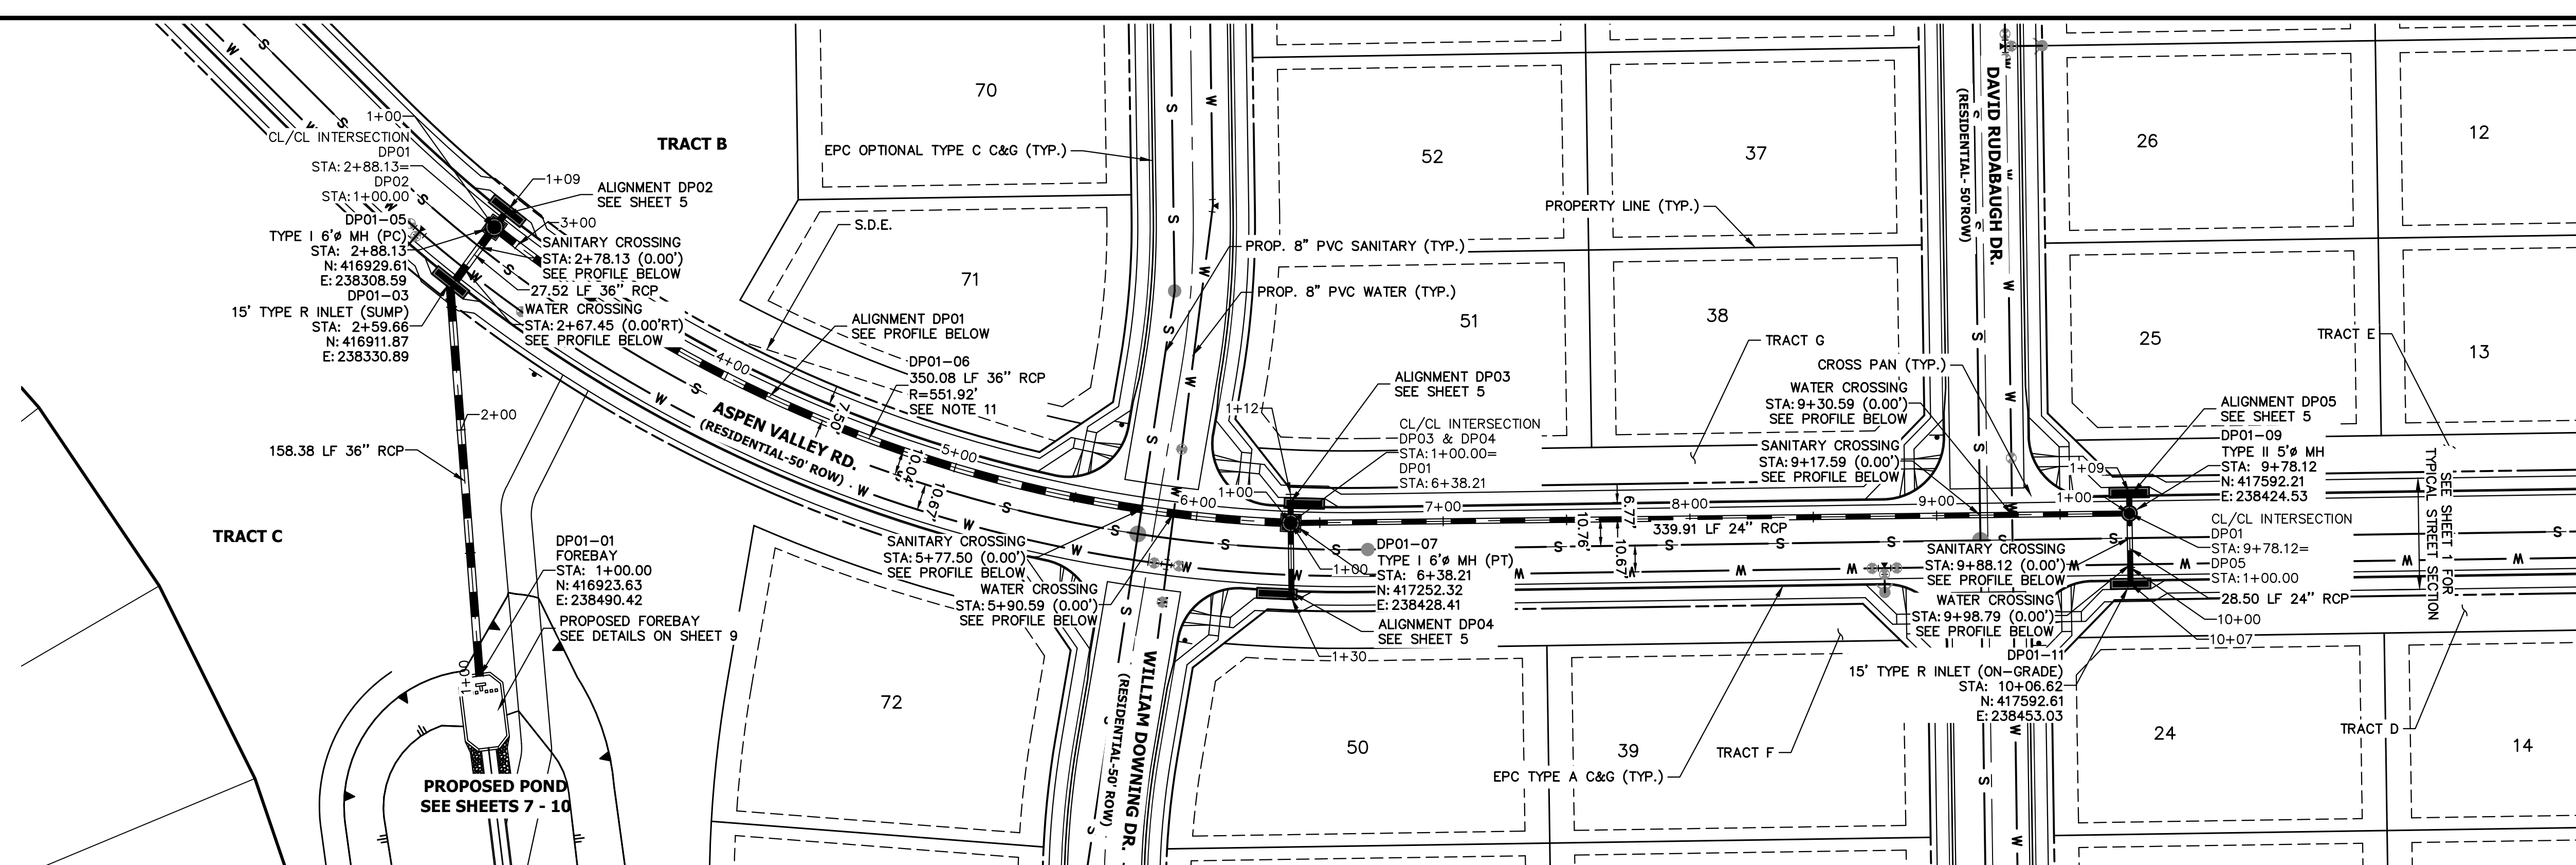 1+00
CL/CL INTERSECTION
DP01
STA: 2+88.13=
DP02
STA: 1+00.00
DP01-05
TYPE I 6'ø MH (PC)
STA: 2+88.13
N: 416929.61
E: 238308.59
DP01-03
15' TYPE R INLET (SUMP)
STA: 2+59.66
N: 416911.87
E: 238330.89
1+09
ALIGNMENT DP02
SEE SHEET 5
3+00
SANITARY CROSSING
STA: 2+78.13 (0.00')
SEE PROFILE BELOW
27.52 LF 36" RCP
WATER CROSSING
STA: 2+67.45 (0.00'RT)
SEE PROFILE BELOW
TRACT B
70
EPC OPTIONAL TYPE C C&G (TYP.)
S.D.E.
71
ALIGNMENT DP01
SEE PROFILE BELOW
4+00
DP01-06
350.08 LF 36" RCP
R=551.92'
SEE NOTE 11
7.50'
ASPEN VALLEY RD.
(RESIDENTIAL-50' ROW)
10.04'
10.67'
5+00
2+00
158.38 LF 36" RCP
TRACT C
DP01-01
FOREBAY
STA: 1+00.00
N: 416923.63
E: 238490.42
PROPOSED FOREBAY
SEE DETAILS ON SHEET 9
1+00
PROPOSED POND
SEE SHEETS 7 - 10
72
SANITARY CROSSING
STA: 5+77.50 (0.00')
SEE PROFILE BELOW
WATER CROSSING
STA: 5+90.59 (0.00')
SEE PROFILE BELOW
WILLIAM DOWNING DR.
(RESIDENTIAL-50' ROW)
6+00
1+00
1+12
52
37
PROPERTY LINE (TYP.)
PROP. 8" PVC SANITARY (TYP.)
PROP. 8" PVC WATER (TYP.)
51
38
ALIGNMENT DP03
SEE SHEET 5
CL/CL INTERSECTION
DP03 & DP04
STA: 1+00.00=
DP01
STA: 6+38.21
TRACT G
CROSS PAN (TYP.)
WATER CROSSING
STA: 9+30.59 (0.00')
SEE PROFILE BELOW
SANITARY CROSSING
STA: 9+17.59 (0.00')
SEE PROFILE BELOW
7+00
8+00
9+00
6.77'
10.76'
10.67'
339.91 LF 24" RCP
DP01-07
TYPE I 6'ø MH (PT)
STA: 6+38.21
N: 417252.32
E: 238428.41
1+00
ALIGNMENT DP04
SEE SHEET 5
1+30
50
39
EPC TYPE A C&G (TYP.)
TRACT F
DAVID RUDABAUGH DR.
(RESIDENTIAL- 50'ROW)
26
12
25
13
TRACT E
ALIGNMENT DP05
SEE SHEET 5
DP01-09
TYPE II 5'ø MH
STA: 9+78.12
N: 417592.21
E: 238424.53
1+09
1+00
CL/CL INTERSECTION
DP01
STA: 9+78.12=
DP05
STA: 1+00.00
28.50 LF 24" RCP
10+00
10+07
SEE SHEET 1 FOR
TYPICAL STREET SECTION
SANITARY CROSSING
STA: 9+88.12 (0.00')
SEE PROFILE BELOW
WATER CROSSING
STA: 9+98.79 (0.00')
SEE PROFILE BELOW
DP01-11
15' TYPE R INLET (ON-GRADE)
STA: 10+06.62
N: 417592.61
E: 238453.03
24
TRACT D
14